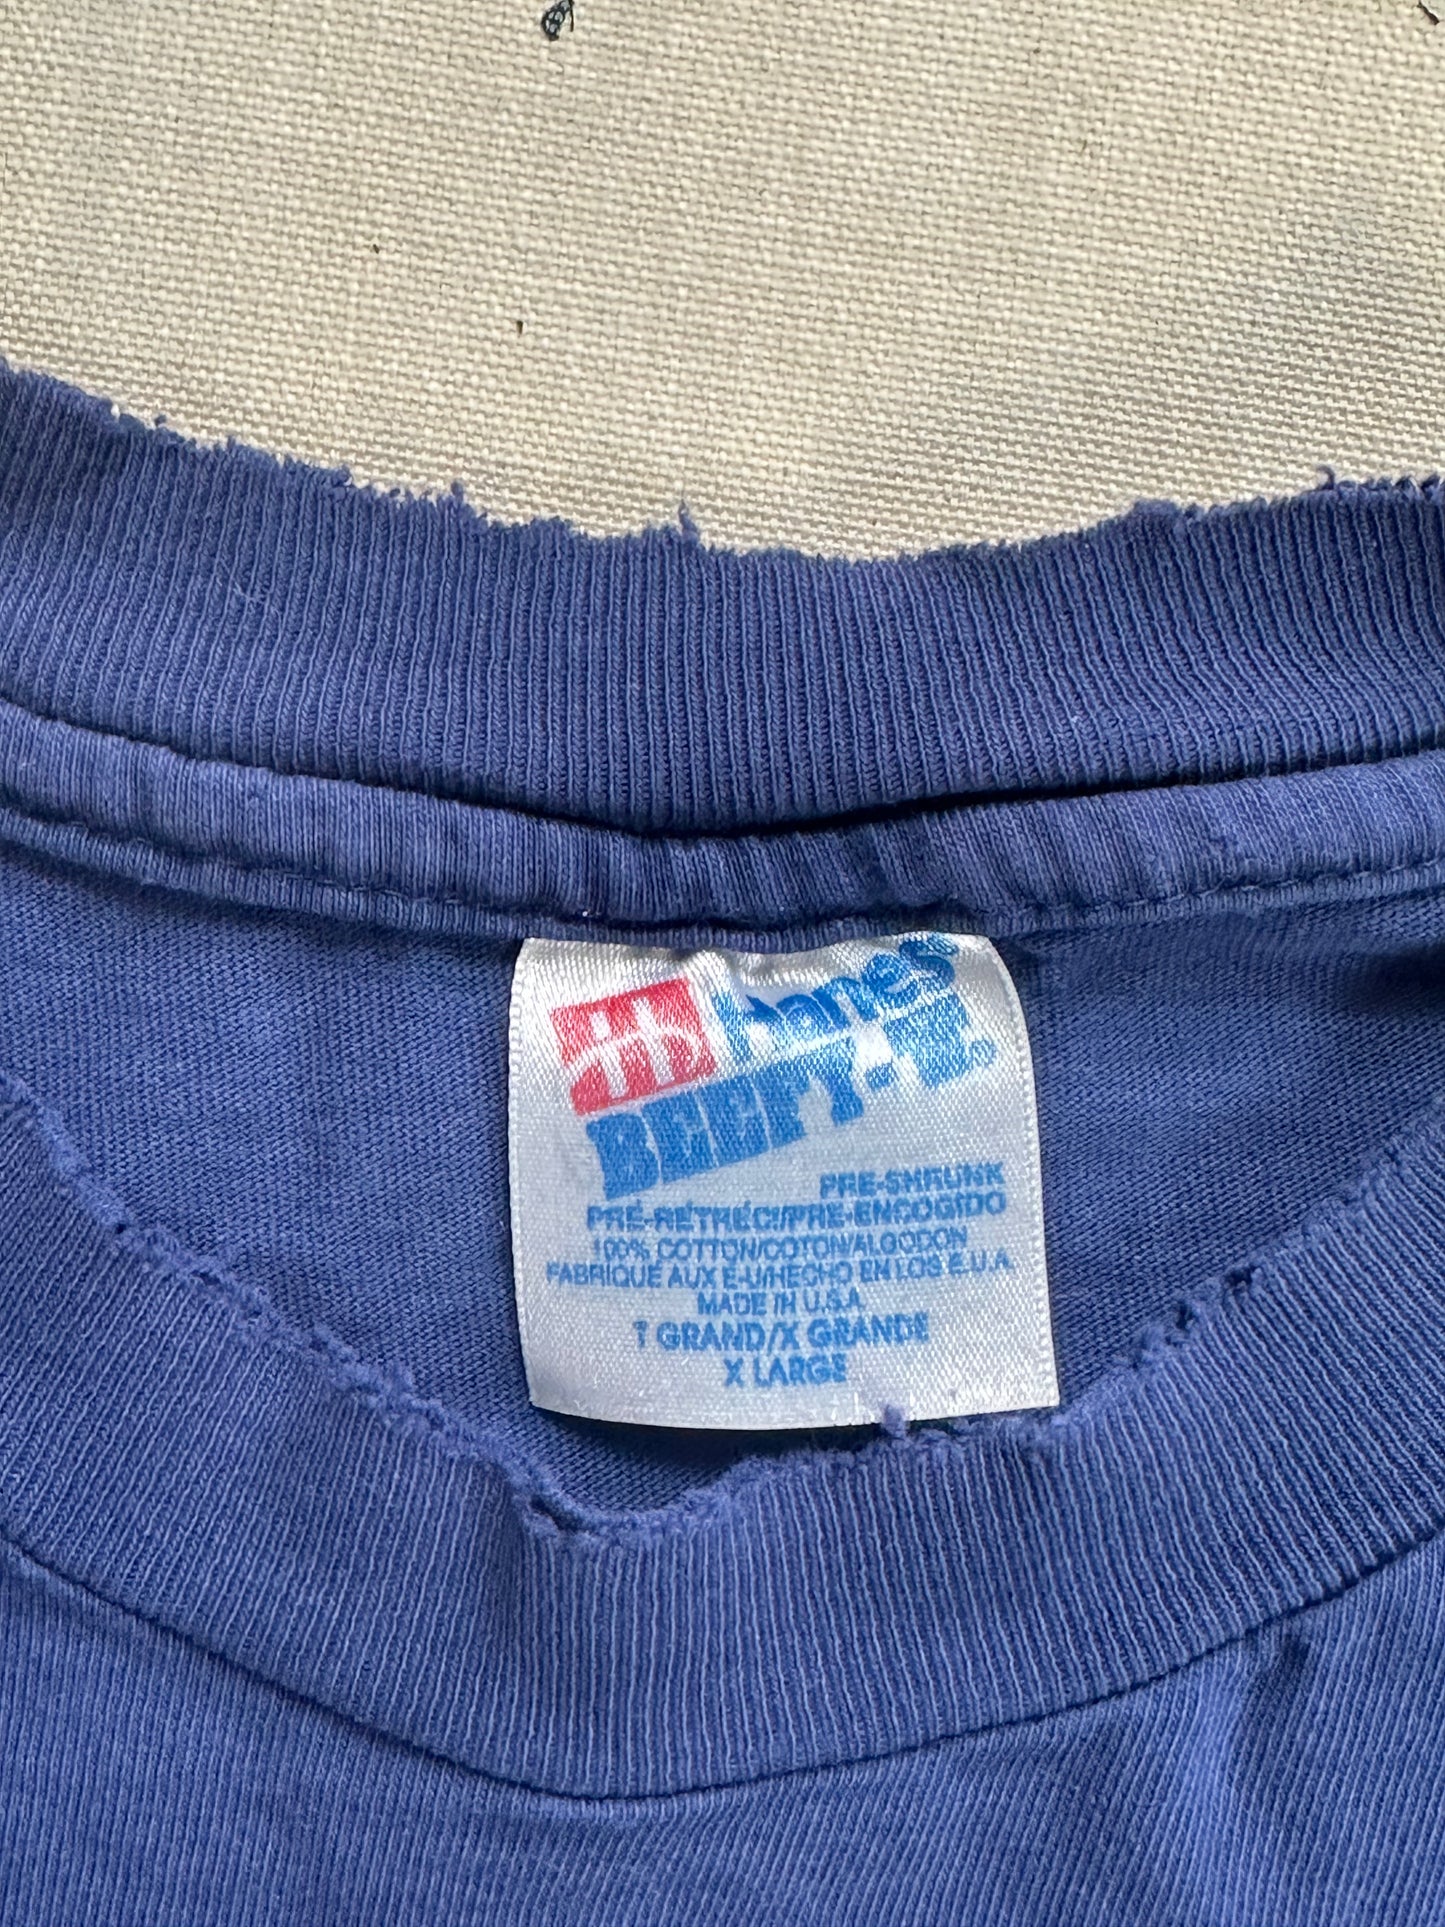 Hanes
BEEFY-T.
PRE-SHRUNK
PRÉ-RÉTRÉCI/PRE-ENCOGIDO
100% COTTON/COTON/ALGODON
FABRIQUÉ AUX E-U/HECHO EN LOS E.U.A.
MADE IN U.S.A.
T GRAND/X GRANDE
X LARGE